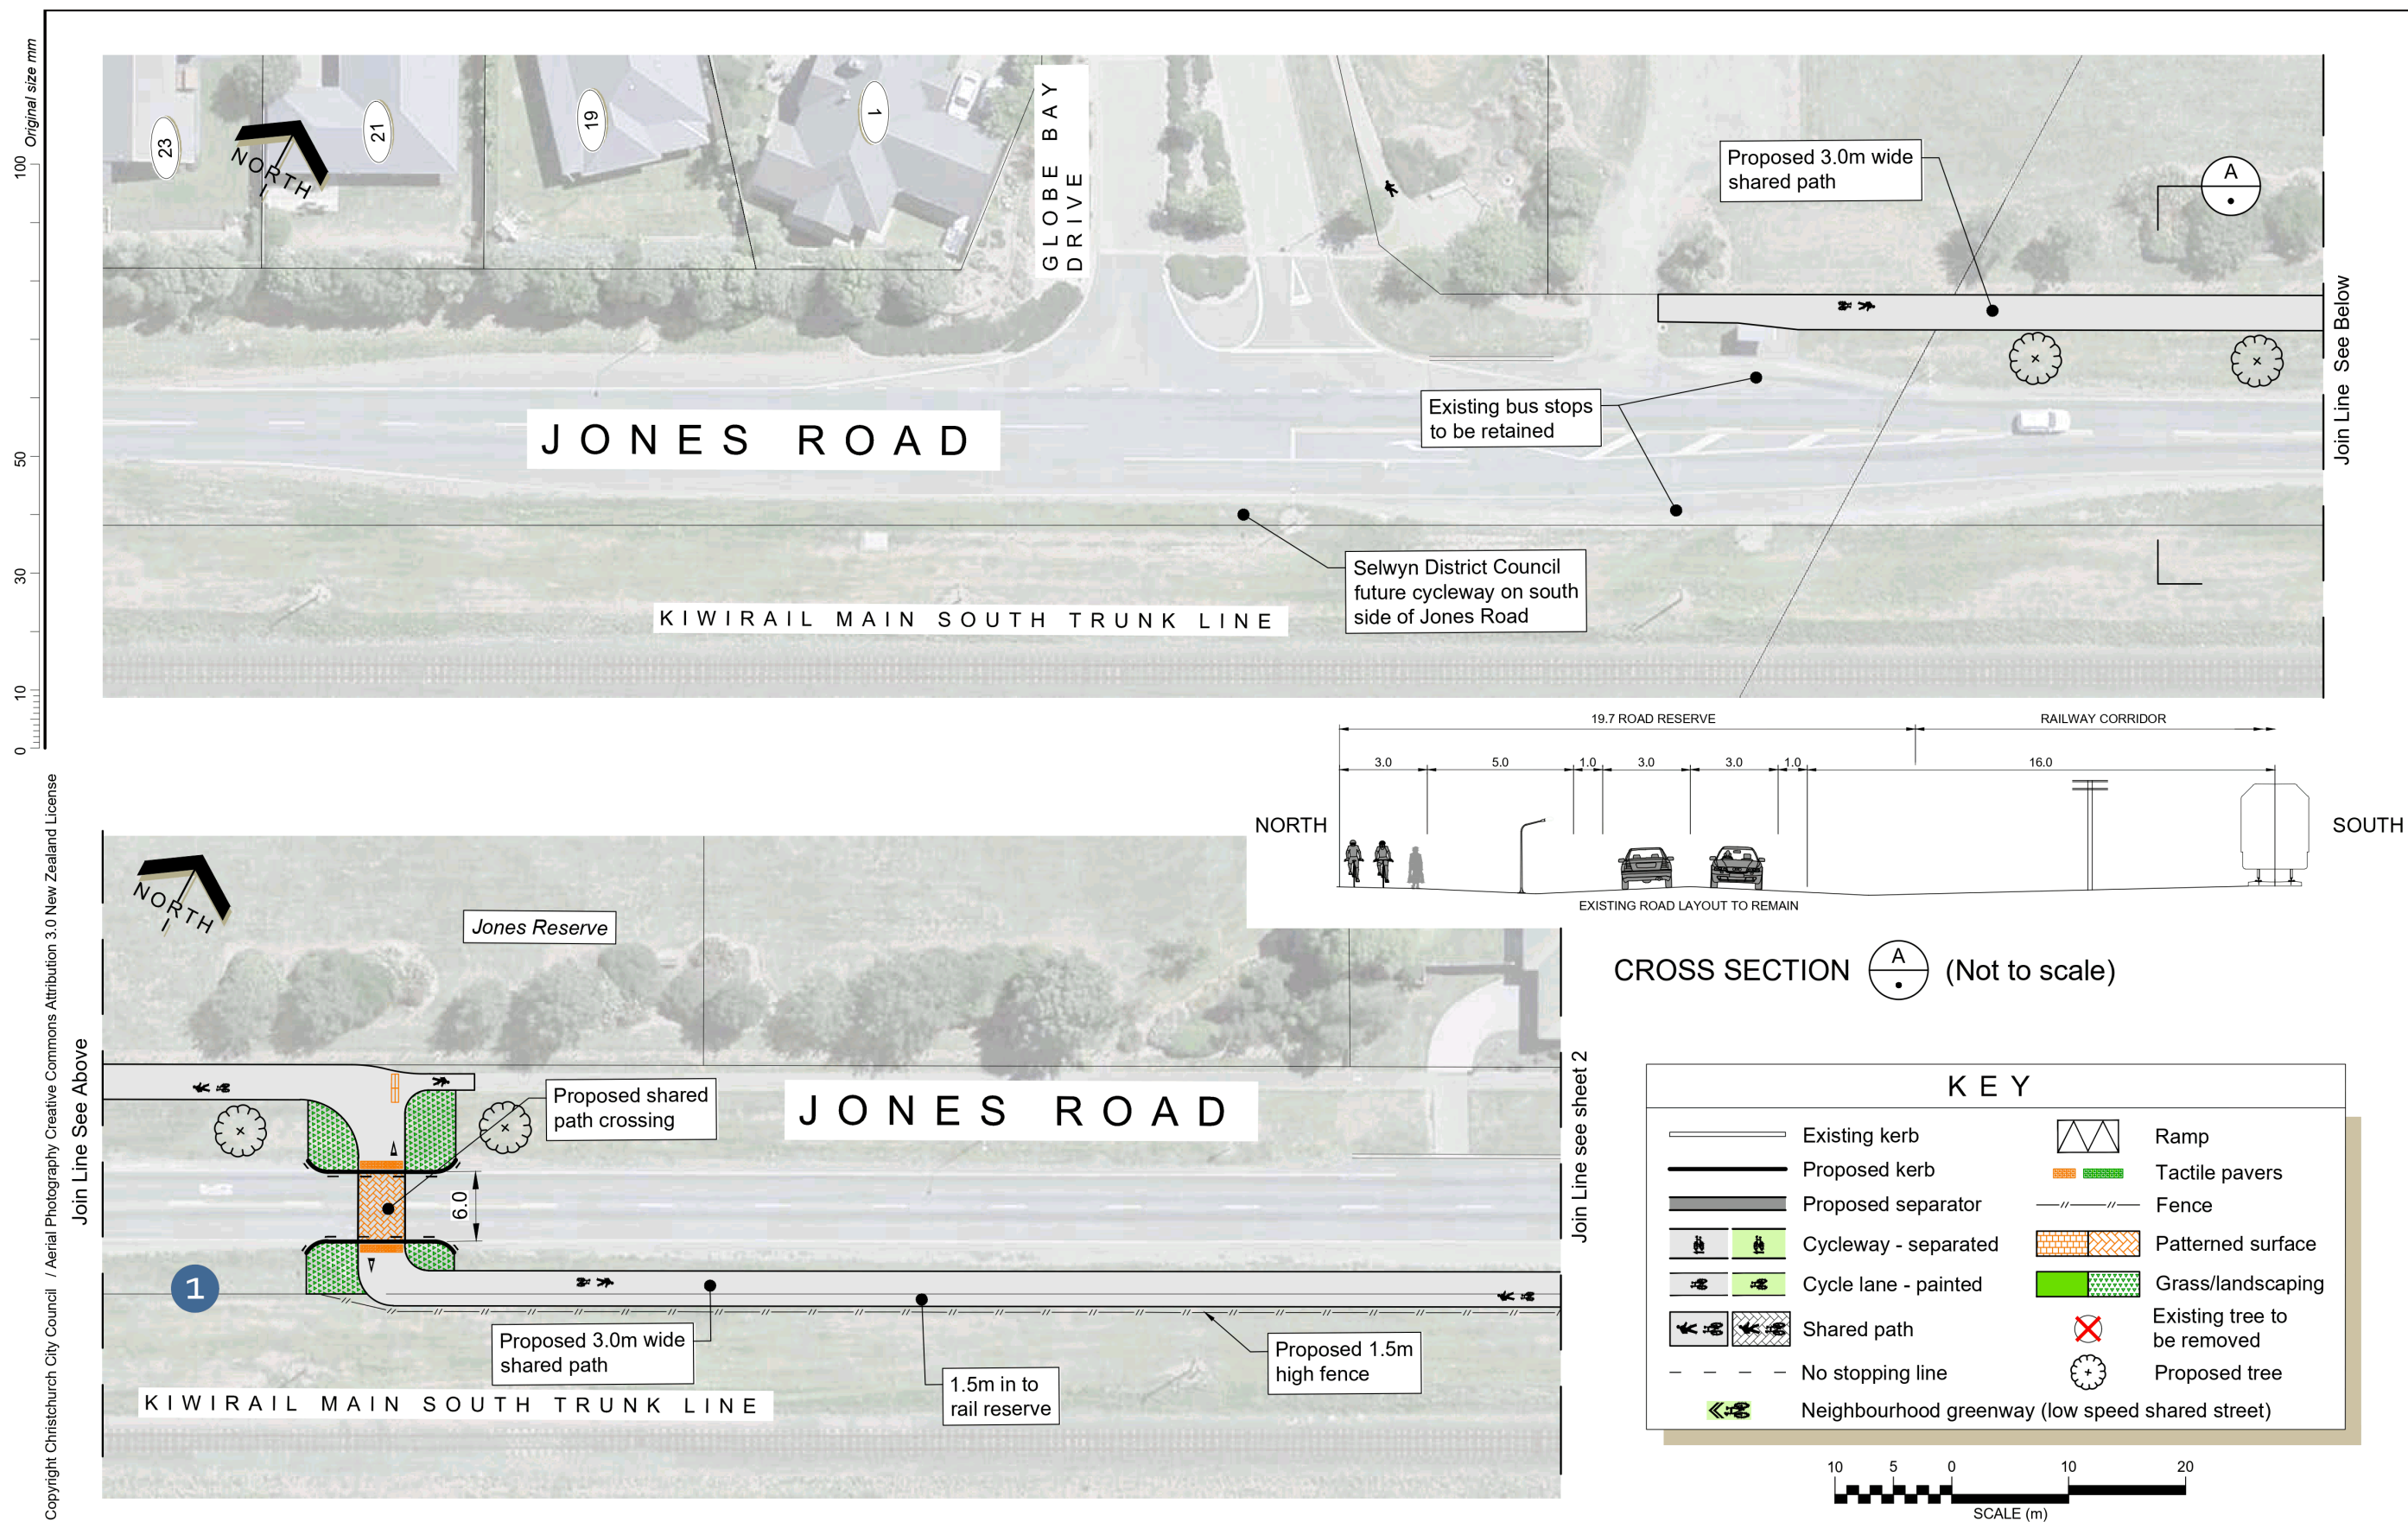 Original size mm
100
50
30
10
0
Copyright Christchurch City Council / Aerial Photography Creative Commons Attribution 3.0 New Zealand License
23
21
19
1
NORTH
GLOBE BAY
DRIVE
Proposed 3.0m wide
shared path
A
Join Line See Below
Existing bus stops
to be retained
JONES ROAD
Selwyn District Council
future cycleway on south
side of Jones Road
KIWIRAIL MAIN SOUTH TRUNK LINE
19.7 ROAD RESERVE
RAILWAY CORRIDOR
3.0
5.0
1.0
3.0
3.0
1.0
16.0
NORTH
SOUTH
EXISTING ROAD LAYOUT TO REMAIN
CROSS SECTION A (Not to scale)
NORTH
Jones Reserve
Join Line See Above
Proposed shared
path crossing
JONES ROAD
6.0
Join Line see sheet 2
1
Proposed 3.0m wide
shared path
1.5m in to
rail reserve
Proposed 1.5m
high fence
KIWIRAIL MAIN SOUTH TRUNK LINE
KEY
Existing kerb
Proposed kerb
Proposed separator
Cycleway - separated
Cycle lane - painted
Shared path
No stopping line
Neighbourhood greenway (low speed shared street)
Ramp
Tactile pavers
Fence
Patterned surface
Grass/landscaping
Existing tree to
be removed
Proposed tree
10 5 0 10 20
SCALE (m)